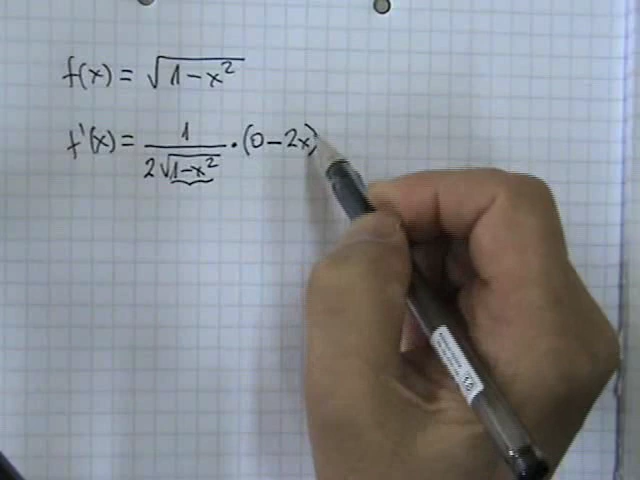 f(x) = √(1-x²)
f'(x) = 1/(2√(1-x²)) · (0-2x)